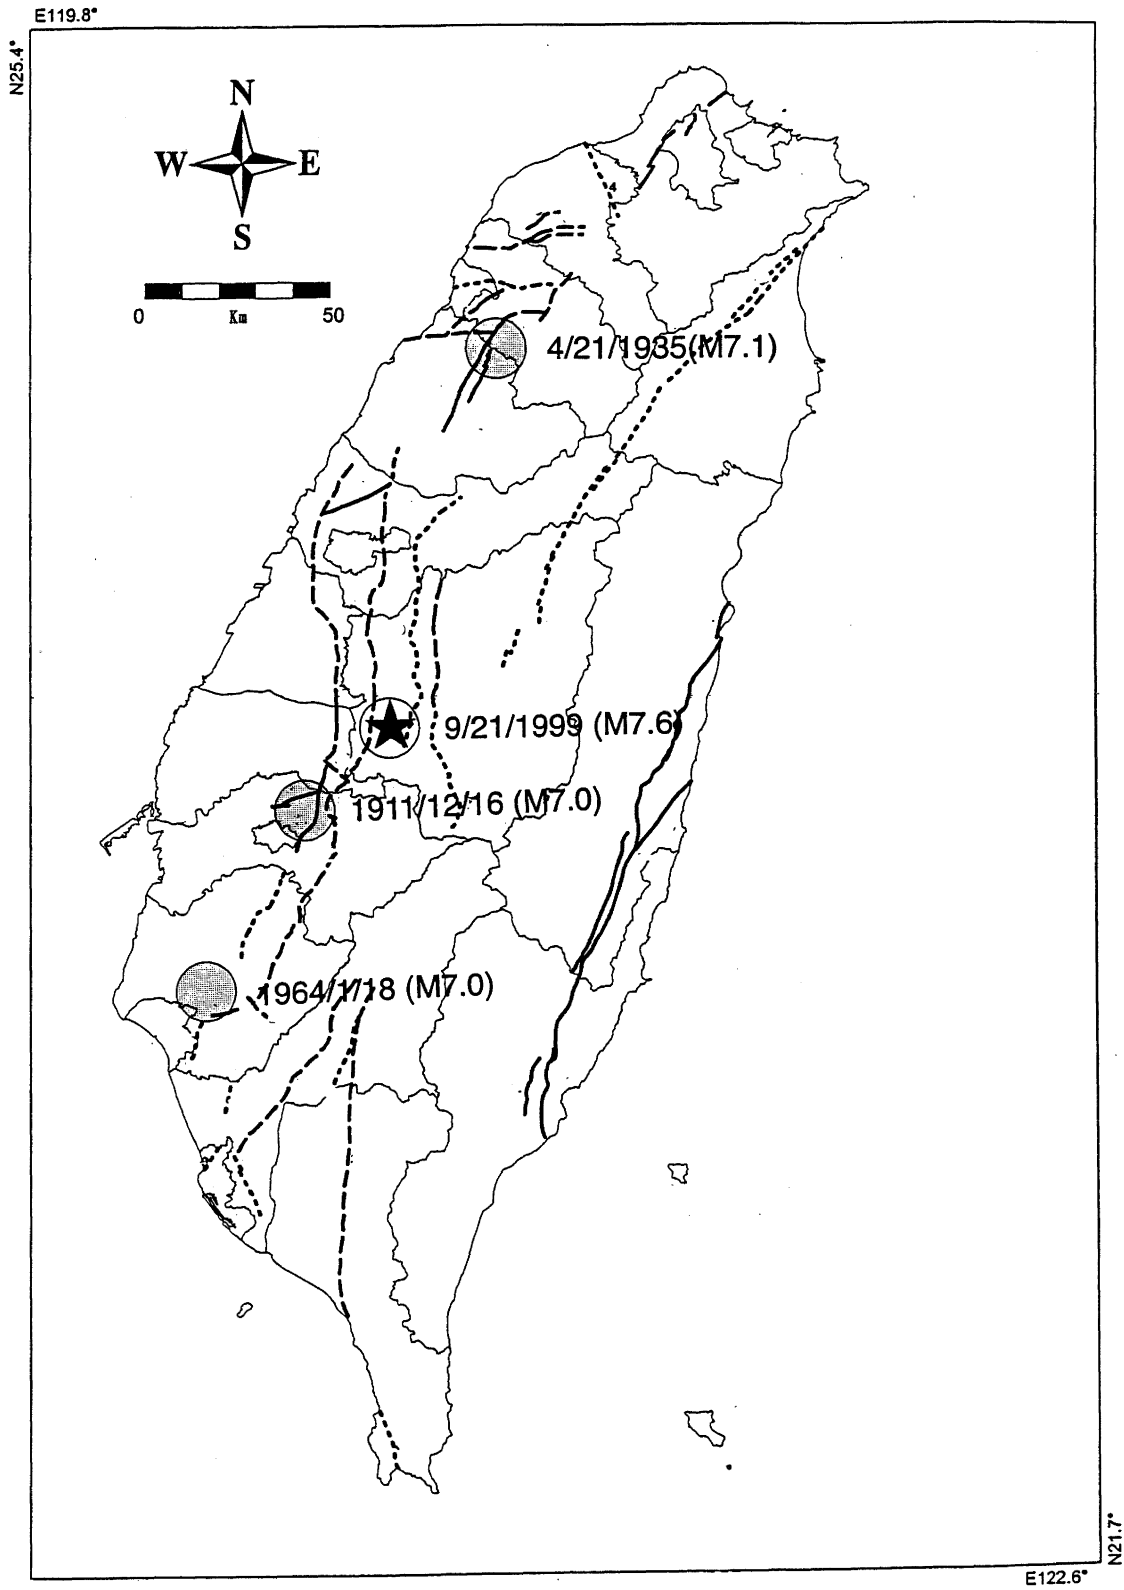 E119.8°
N25.4°
N
W E
S
0 Km 50
4
4/21/1935(M7.1)
9/21/1999 (M7.6)
1911/12/16 (M7.0)
1964/1/18 (M7.0)
N21.7°
E122.6°